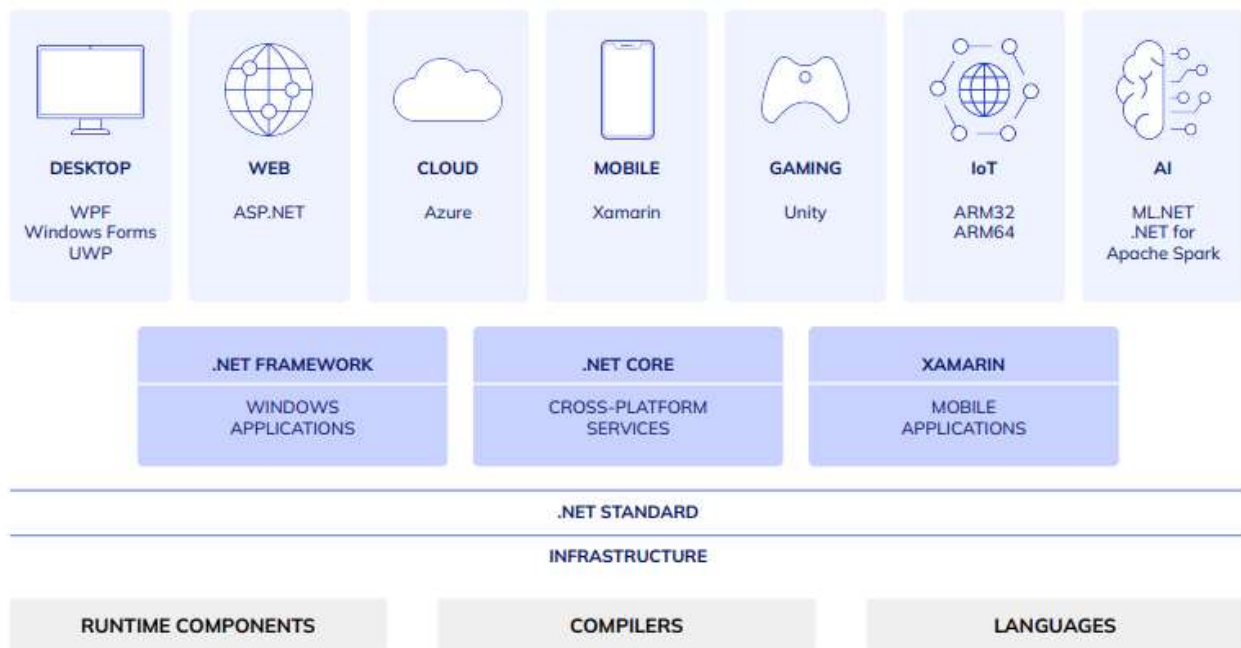 DESKTOP
WPF
Windows Forms
UWP
WEB
ASP.NET
CLOUD
Azure
MOBILE
Xamarin
GAMING
Unity
IoT
ARM32
ARM64
AI
ML.NET
.NET for
Apache Spark
.NET FRAMEWORK
WINDOWS
APPLICATIONS
.NET CORE
CROSS-PLATFORM
SERVICES
XAMARIN
MOBILE
APPLICATIONS
.NET STANDARD
INFRASTRUCTURE
RUNTIME COMPONENTS
COMPILERS
LANGUAGES